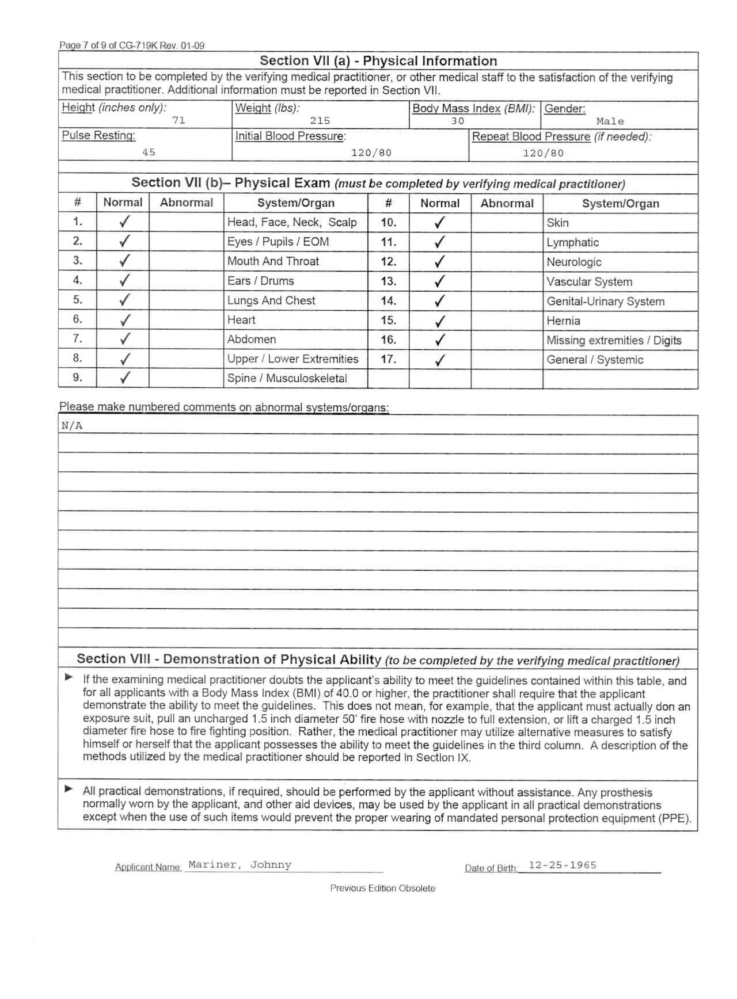 Page 7 of 9 of CG-719K Rev. 01-09
Section VII (a) - Physical Information
This section to be completed by the verifying medical practitioner, or other medical staff to the satisfaction of the verifying
medical practitioner. Additional information must be reported in Section VII.
Height (inches only): Weight (lbs): Body Mass Index (BMI): Gender:
71 215 30 Male
Pulse Resting: Initial Blood Pressure: Repeat Blood Pressure (if needed):
45 120/80 120/80
Section VII (b)– Physical Exam (must be completed by verifying medical practitioner)
# Normal Abnormal System/Organ # Normal Abnormal System/Organ
1. ✓ Head, Face, Neck, Scalp 10. ✓ Skin
2. ✓ Eyes / Pupils / EOM 11. ✓ Lymphatic
3. ✓ Mouth And Throat 12. ✓ Neurologic
4. ✓ Ears / Drums 13. ✓ Vascular System
5. ✓ Lungs And Chest 14. ✓ Genital-Urinary System
6. ✓ Heart 15. ✓ Hernia
7. ✓ Abdomen 16. ✓ Missing extremities / Digits
8. ✓ Upper / Lower Extremities 17. ✓ General / Systemic
9. ✓ Spine / Musculoskeletal
Please make numbered comments on abnormal systems/organs:
N/A
Section VIII - Demonstration of Physical Ability (to be completed by the verifying medical practitioner)
► If the examining medical practitioner doubts the applicant's ability to meet the guidelines contained within this table, and
for all applicants with a Body Mass Index (BMI) of 40.0 or higher, the practitioner shall require that the applicant
demonstrate the ability to meet the guidelines. This does not mean, for example, that the applicant must actually don an
exposure suit, pull an uncharged 1.5 inch diameter 50' fire hose with nozzle to full extension, or lift a charged 1.5 inch
diameter fire hose to fire fighting position. Rather, the medical practitioner may utilize alternative measures to satisfy
himself or herself that the applicant possesses the ability to meet the guidelines in the third column. A description of the
methods utilized by the medical practitioner should be reported in Section IX.
► All practical demonstrations, if required, should be performed by the applicant without assistance. Any prosthesis
normally worn by the applicant, and other aid devices, may be used by the applicant in all practical demonstrations
except when the use of such items would prevent the proper wearing of mandated personal protection equipment (PPE).
Applicant Name: Mariner, Johnny Date of Birth: 12-25-1965
Previous Edition Obsolete